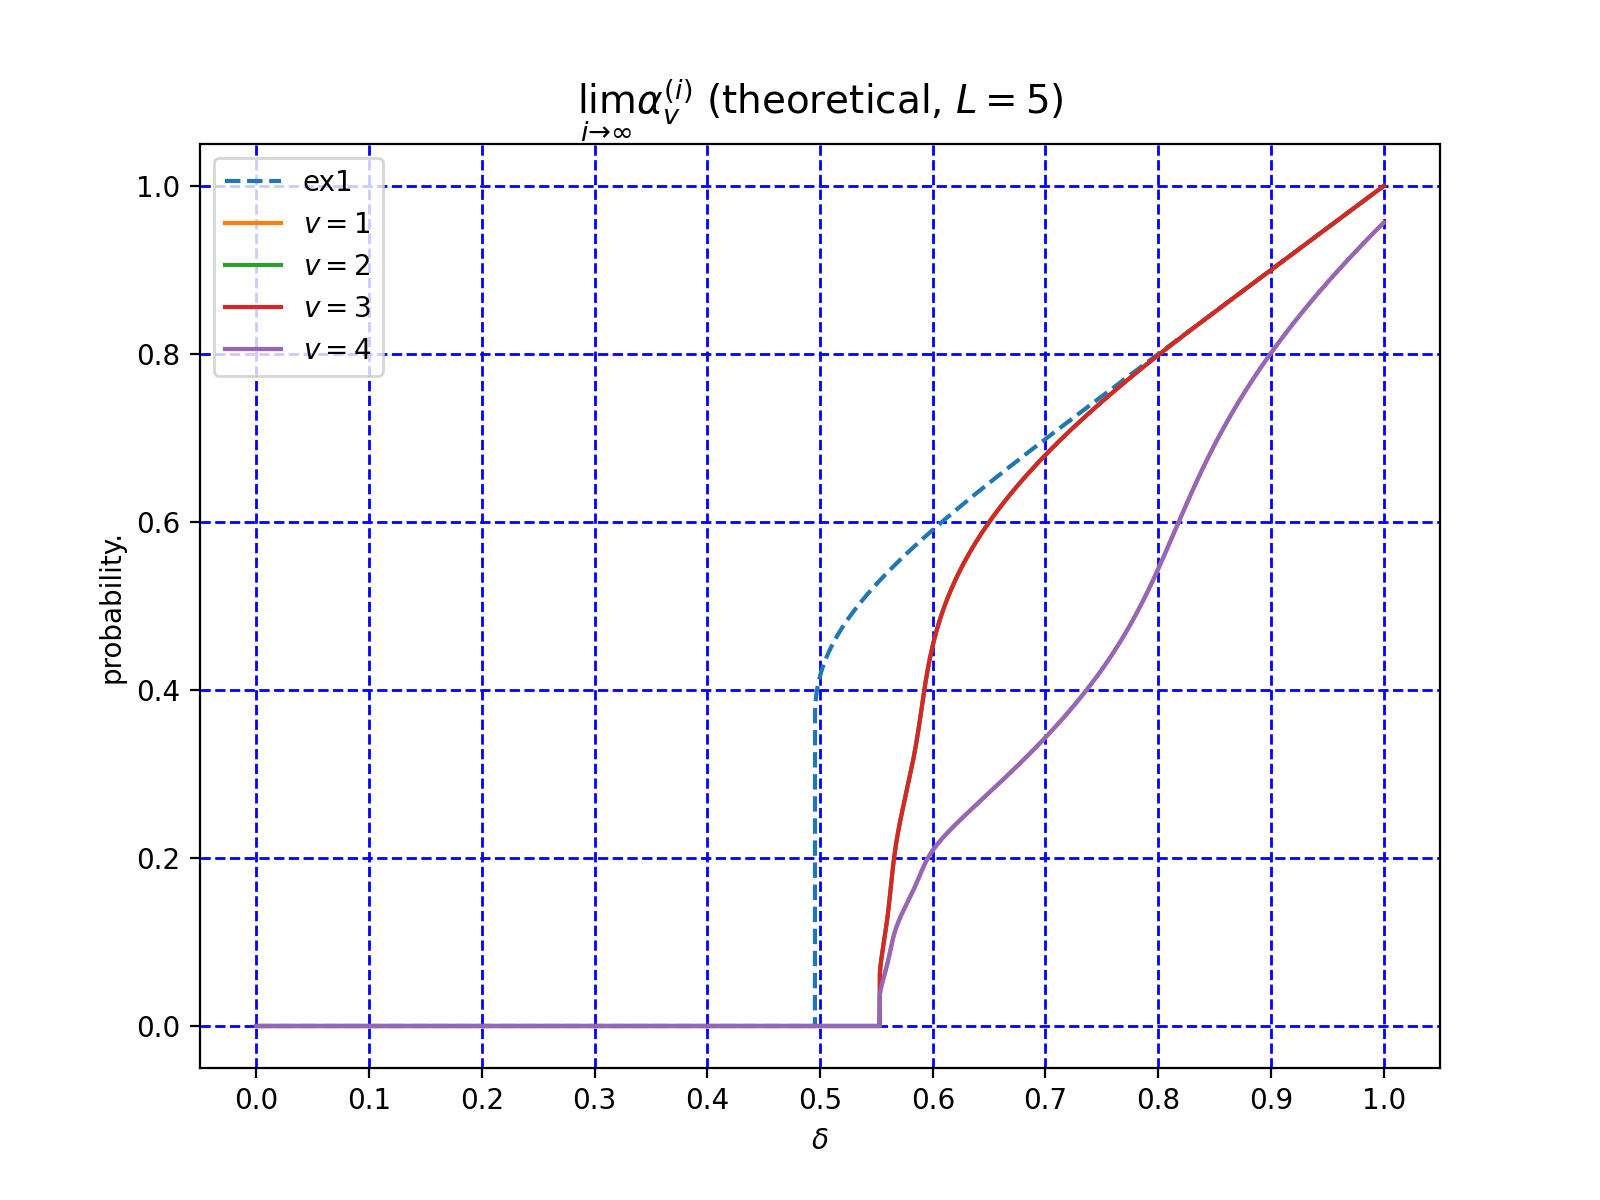 lim α_v^(i) (theoretical, L = 5)
i→∞
ex1
v = 1
v = 2
v = 3
v = 4
1.0
0.8
0.6
0.4
0.2
0.0
probability.
0.0 0.1 0.2 0.3 0.4 0.5 0.6 0.7 0.8 0.9 1.0
δ